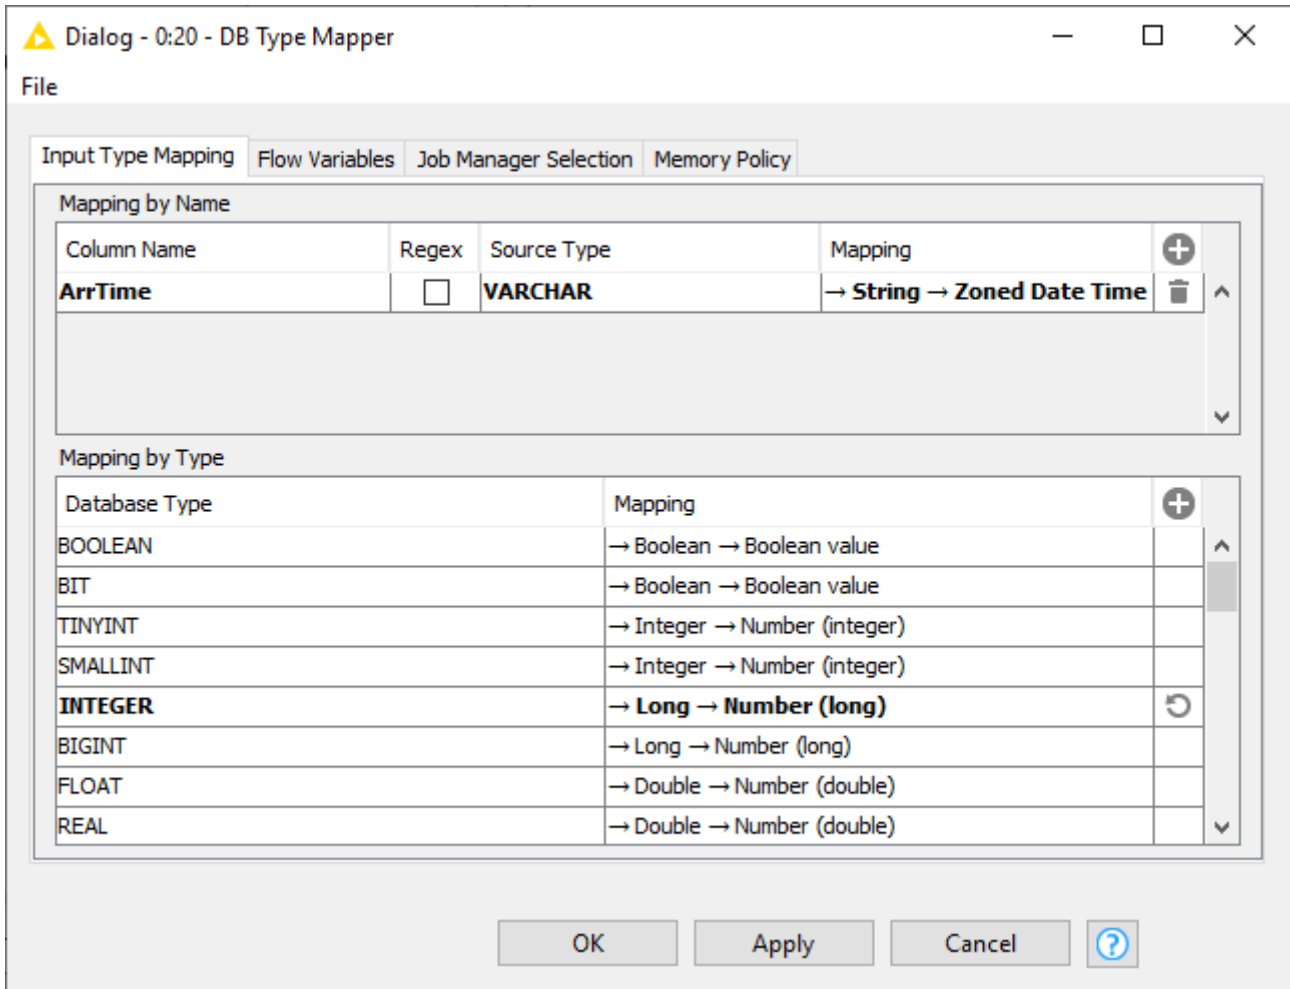 Dialog - 0:20 - DB Type Mapper
File
Input Type Mapping Flow Variables Job Manager Selection Memory Policy
Mapping by Name
Column Name Regex Source Type Mapping
ArrTime VARCHAR → String → Zoned Date Time
Mapping by Type
Database Type Mapping
BOOLEAN → Boolean → Boolean value
BIT → Boolean → Boolean value
TINYINT → Integer → Number (integer)
SMALLINT → Integer → Number (integer)
INTEGER → Long → Number (long)
BIGINT → Long → Number (long)
FLOAT → Double → Number (double)
REAL → Double → Number (double)
OK Apply Cancel ?